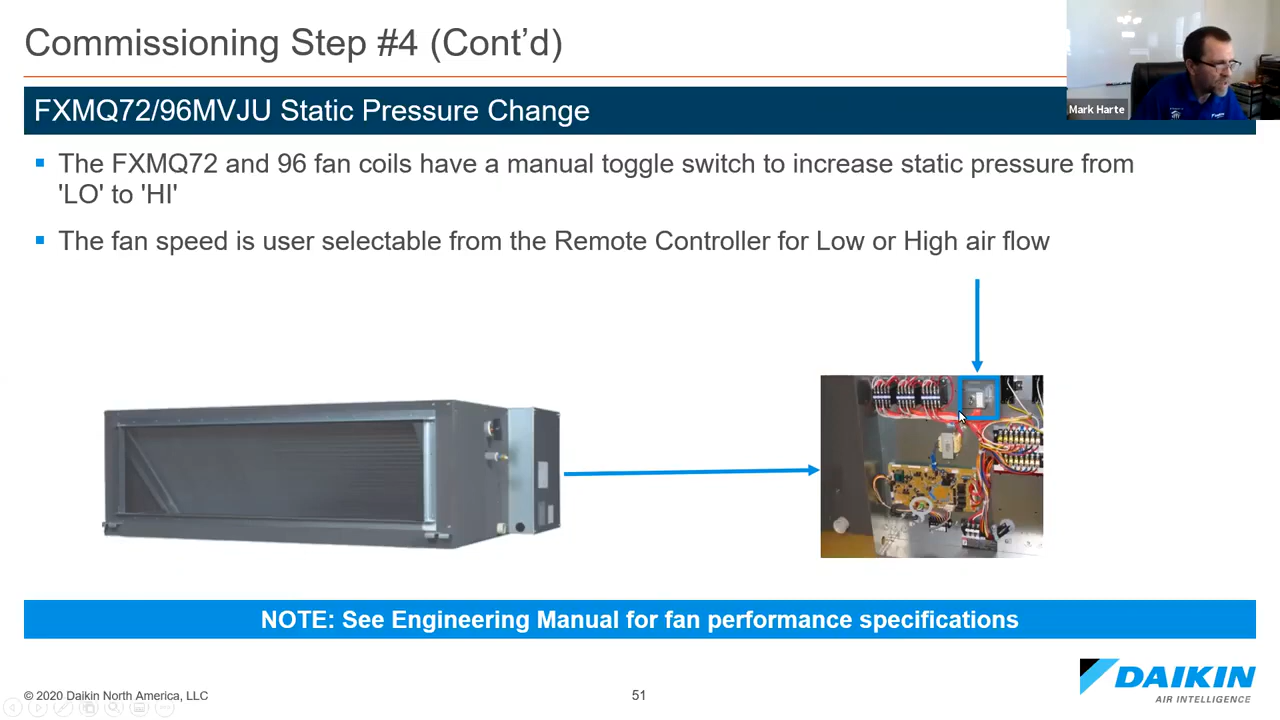 Commissioning Step #4 (Cont’d)
Mark Harte
FXMQ72/96MVJU Static Pressure Change
The FXMQ72 and 96 fan coils have a manual toggle switch to increase static pressure from
'LO' to 'HI'
The fan speed is user selectable from the Remote Controller for Low or High air flow
NOTE: See Engineering Manual for fan performance specifications
© 2020 Daikin North America, LLC
51
DAIKIN
AIR INTELLIGENCE